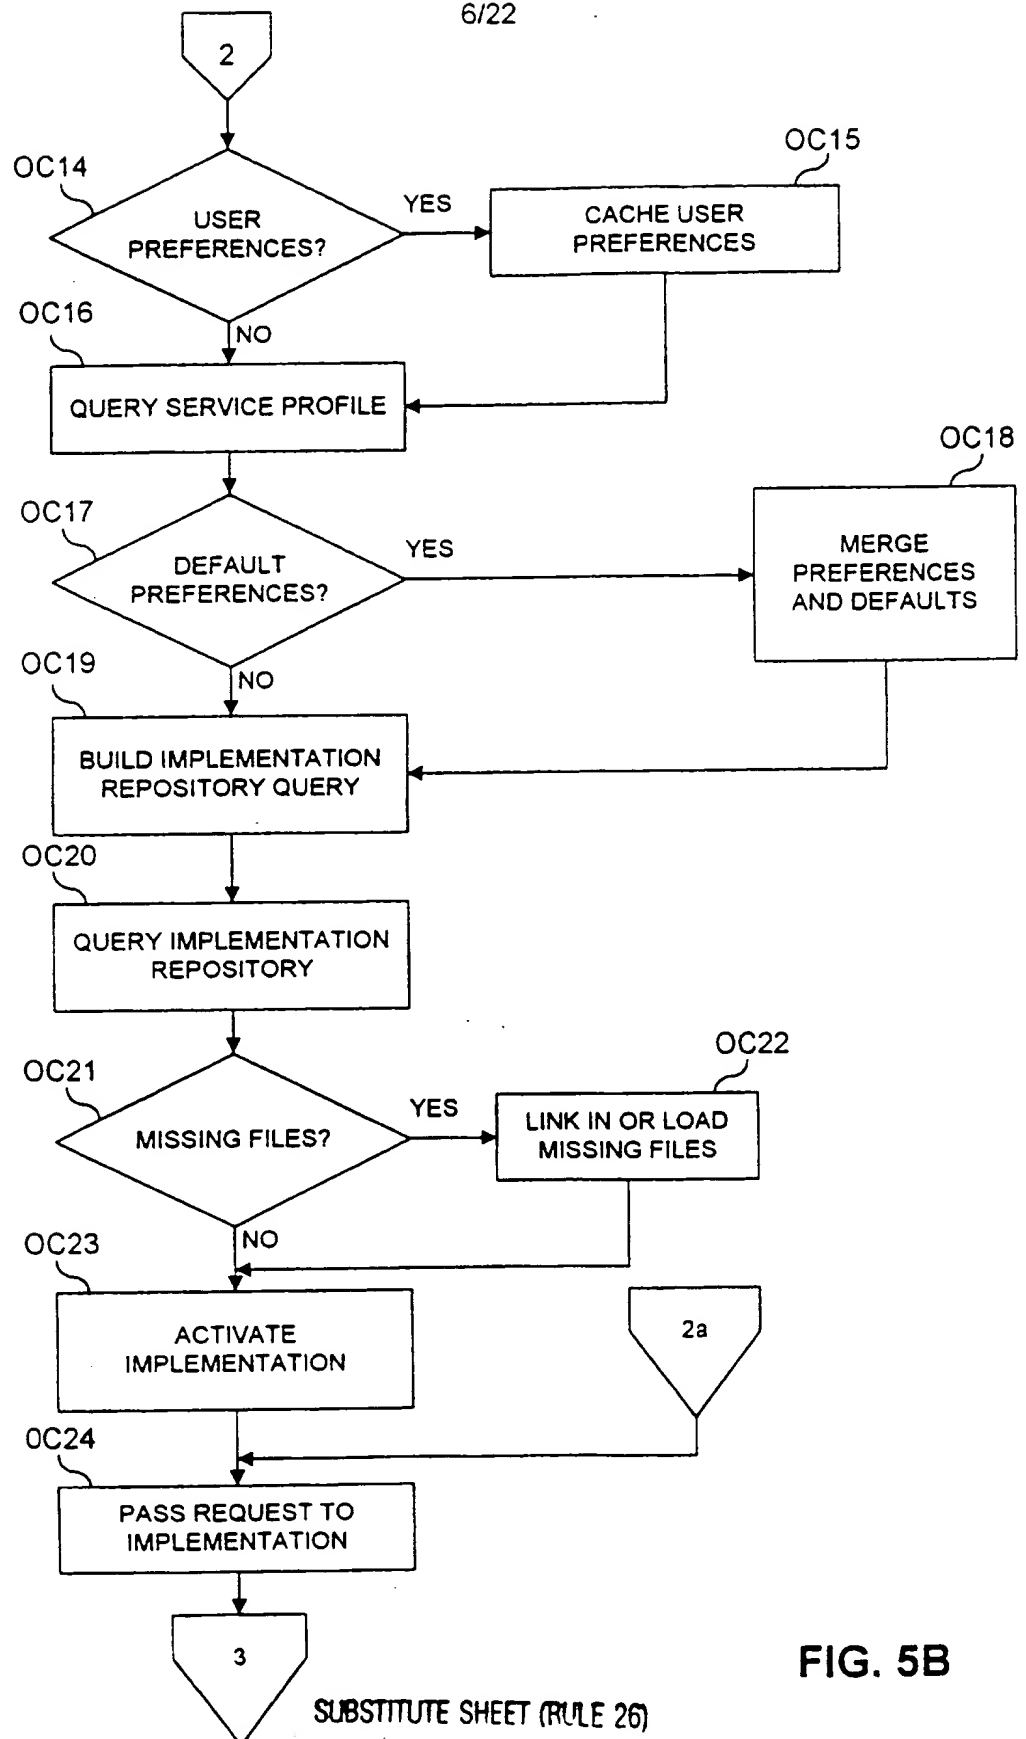 6/22
2
OC14
USER
PREFERENCES?
YES
OC15
CACHE USER
PREFERENCES
NO
OC16
QUERY SERVICE PROFILE
OC17
DEFAULT
PREFERENCES?
YES
OC18
MERGE
PREFERENCES
AND DEFAULTS
NO
OC19
BUILD IMPLEMENTATION
REPOSITORY QUERY
OC20
QUERY IMPLEMENTATION
REPOSITORY
OC21
MISSING FILES?
YES
OC22
LINK IN OR LOAD
MISSING FILES
NO
OC23
ACTIVATE
IMPLEMENTATION
2a
OC24
PASS REQUEST TO
IMPLEMENTATION
3
FIG. 5B
SUBSTITUTE SHEET (RULE 26)